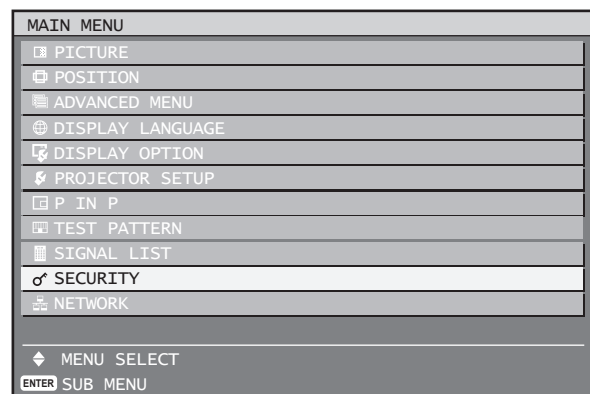 MAIN MENU
PICTURE
POSITION
ADVANCED MENU
DISPLAY LANGUAGE
DISPLAY OPTION
PROJECTOR SETUP
P IN P
TEST PATTERN
SIGNAL LIST
SECURITY
NETWORK
MENU SELECT
ENTER SUB MENU